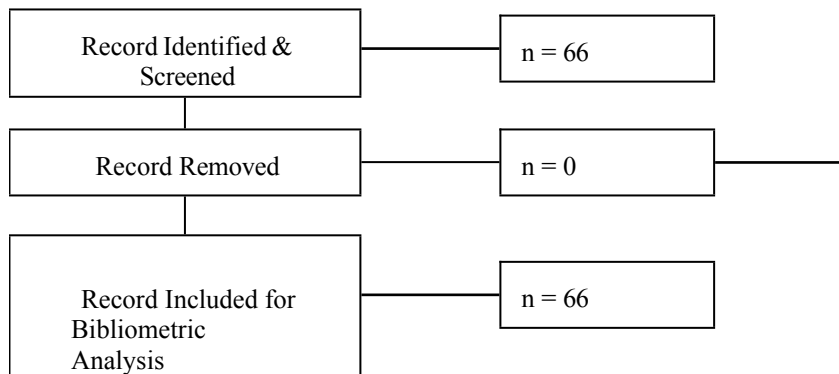 Record Identified &
Screened
n = 66
Record Removed
n = 0
Record Included for
Bibliometric
Analysis
n = 66